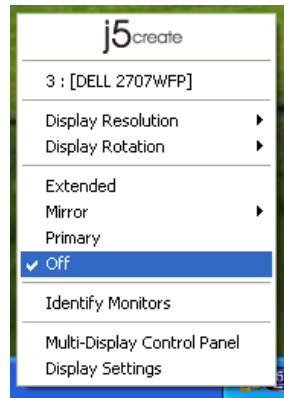 j5create
3 : [DELL 2707WFP]
Display Resolution
Display Rotation
Extended
Mirror
Primary
Off
Identify Monitors
Multi-Display Control Panel
Display Settings